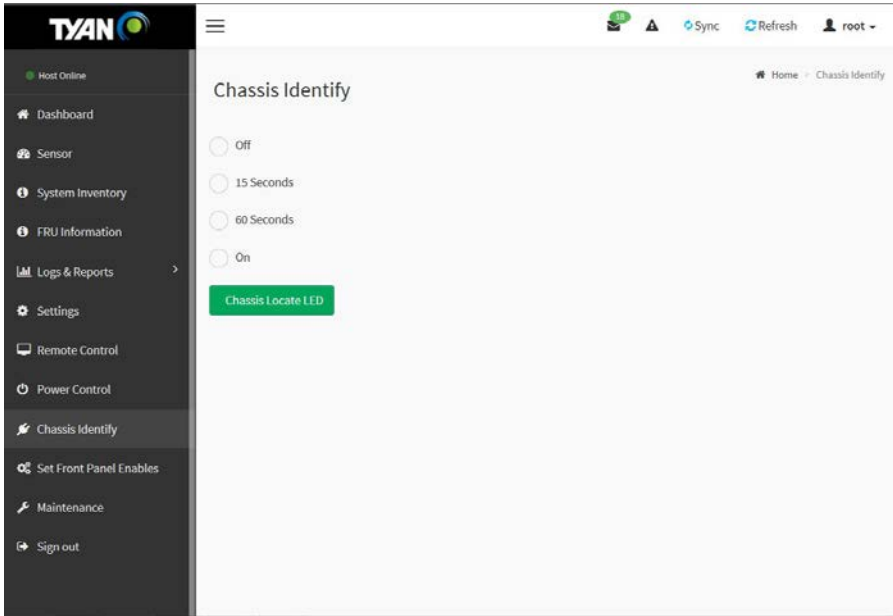 TYAN
18
Sync
Refresh
root
Host Online
Home > Chassis Identify
Chassis Identify
Dashboard
Sensor
System Inventory
FRU Information
Logs & Reports
Settings
Remote Control
Power Control
Chassis Identify
Set Front Panel Enables
Maintenance
Sign out
Off
15 Seconds
60 Seconds
On
Chassis Locate LED